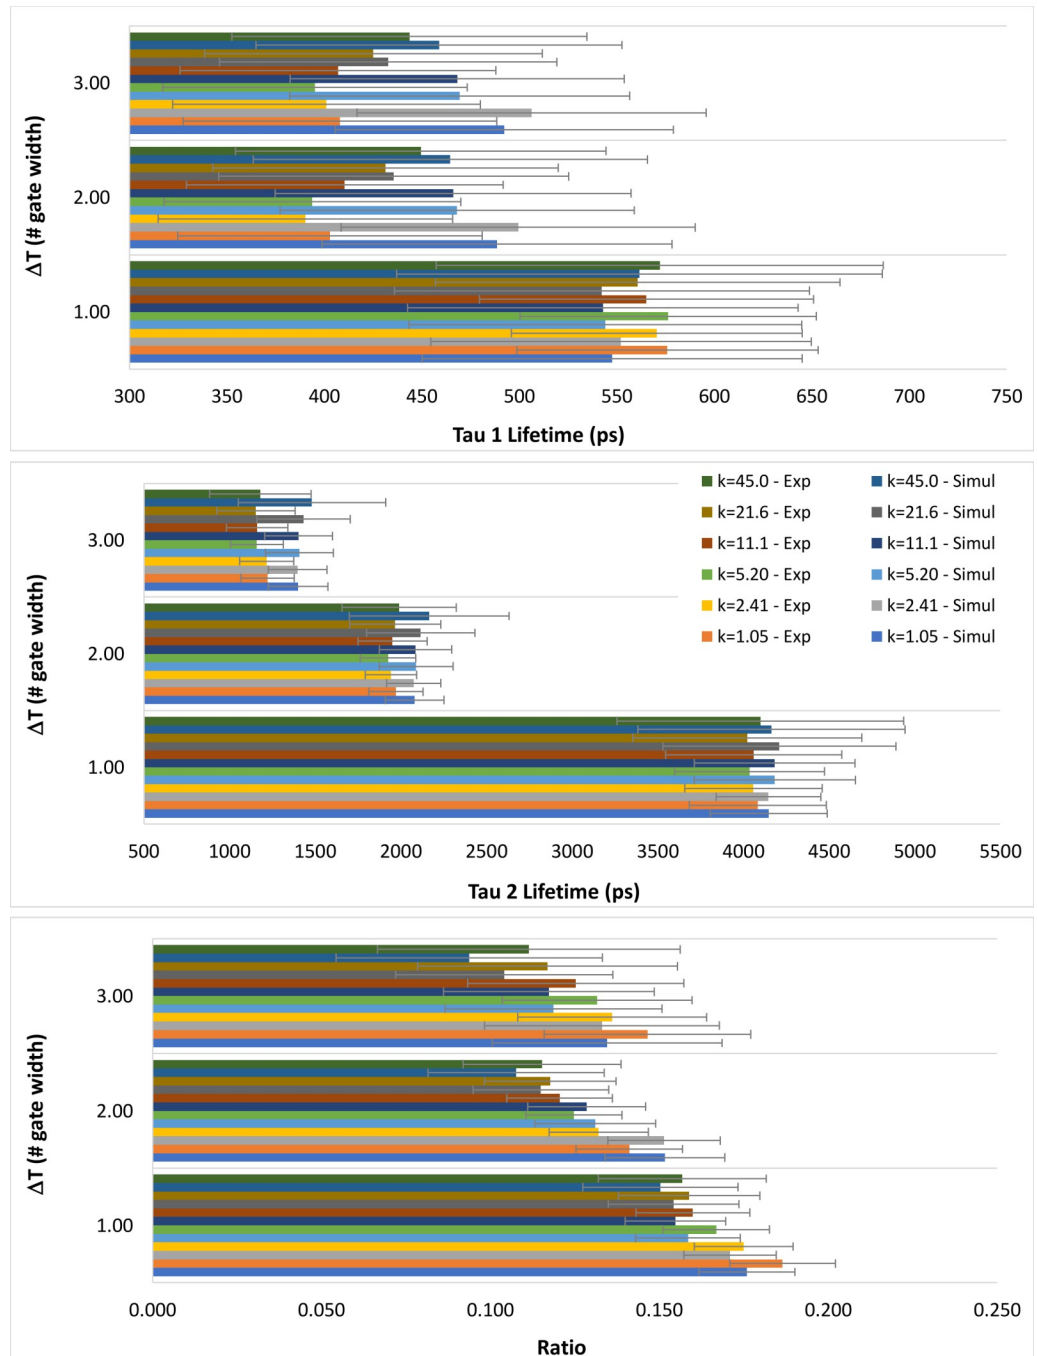 ΔT (# gate width)
3.00
2.00
1.00
300 350 400 450 500 550 600 650 700 750
Tau 1 Lifetime (ps)
ΔT (# gate width)
3.00
2.00
1.00
k=45.0 - Exp k=45.0 - Simul
k=21.6 - Exp k=21.6 - Simul
k=11.1 - Exp k=11.1 - Simul
k=5.20 - Exp k=5.20 - Simul
k=2.41 - Exp k=2.41 - Simul
k=1.05 - Exp k=1.05 - Simul
500 1000 1500 2000 2500 3000 3500 4000 4500 5000 5500
Tau 2 Lifetime (ps)
ΔT (# gate width)
3.00
2.00
1.00
0.000 0.050 0.100 0.150 0.200 0.250
Ratio